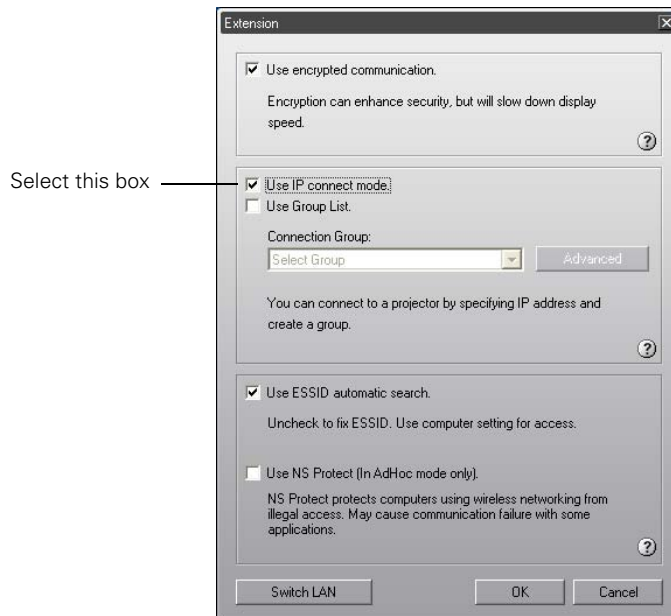 Extension
Use encrypted communication.
Encryption can enhance security, but will slow down display
speed.
?
Select this box
Use IP connect mode.
Use Group List.
Connection Group:
Select Group
Advanced
You can connect to a projector by specifying IP address and
create a group.
?
Use ESSID automatic search.
Uncheck to fix ESSID. Use computer setting for access.
Use NS Protect (In AdHoc mode only).
NS Protect protects computers using wireless networking from
illegal access. May cause communication failure with some
applications.
?
Switch LAN
OK
Cancel